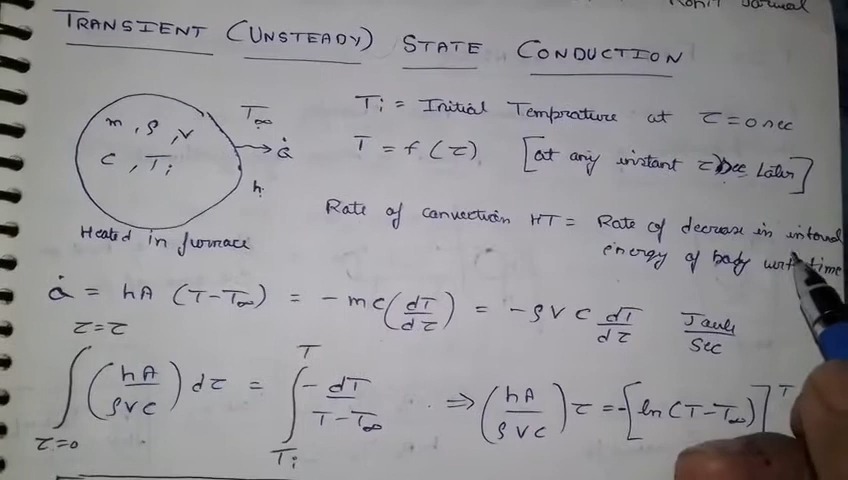 Rohit Jarwal
TRANSIENT (UNSTEADY) STATE CONDUCTION
m, ρ, V
C, Ti
T∞
Q̇
h
Heated in furnace
Ti = Initial Temprature at τ = 0 sec
T = f (τ) [at any instant τ sec Later]
Rate of convection HT = Rate of decrease in internal
energy of body wrt time
Q̇ = hA (T - T∞) = - mc (dT/dτ) = - ρ V C dT/dτ Joule/Sec
∫_{τ=0}^{τ=τ} (hA/ρVC) dτ = ∫_{Ti}^{T} - dT/(T - T∞) ⇒ (hA/ρVC) τ = -[ln (T - T∞)]^T